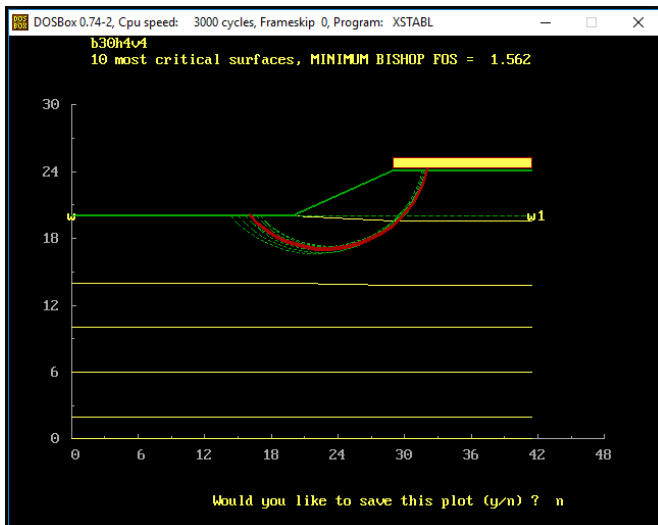 DOSBox 0.74-2, Cpu speed: 3000 cycles, Frameskip 0, Program: XSTABL
b30h4v4
10 most critical surfaces, MINIMUM BISHOP FOS = 1.562
30
24
w w1
18
12
6
0
0 6 12 18 24 30 36 42 48
Would you like to save this plot (y/n) ? n